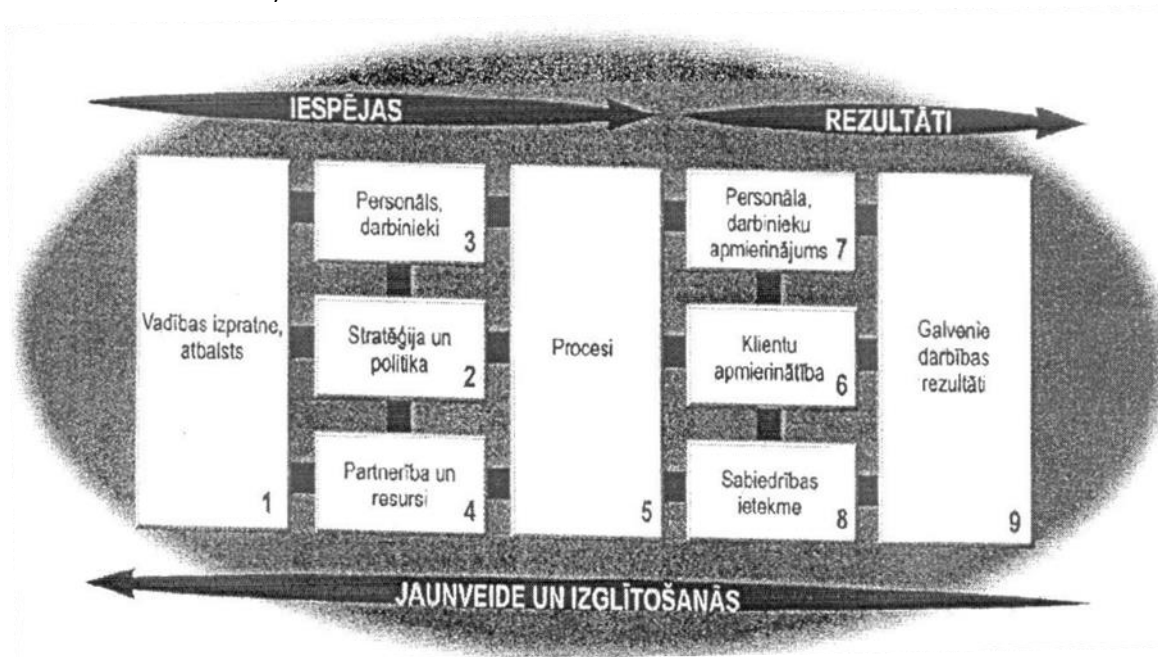 IESPĒJAS
REZULTĀTI
Vadības izpratne,
atbalsts
1
Personāls,
darbinieki
3
Stratēģija un
politika
2
Partnerība un
resursi
4
Procesi
5
Personāla,
darbinieku
apmierinājums 7
Klientu
apmierinātība
6
Sabiedrības
ietekme
8
Galvenie
darbības
rezultāti
9
JAUNVEIDE UN IZGLĪTOŠANĀS